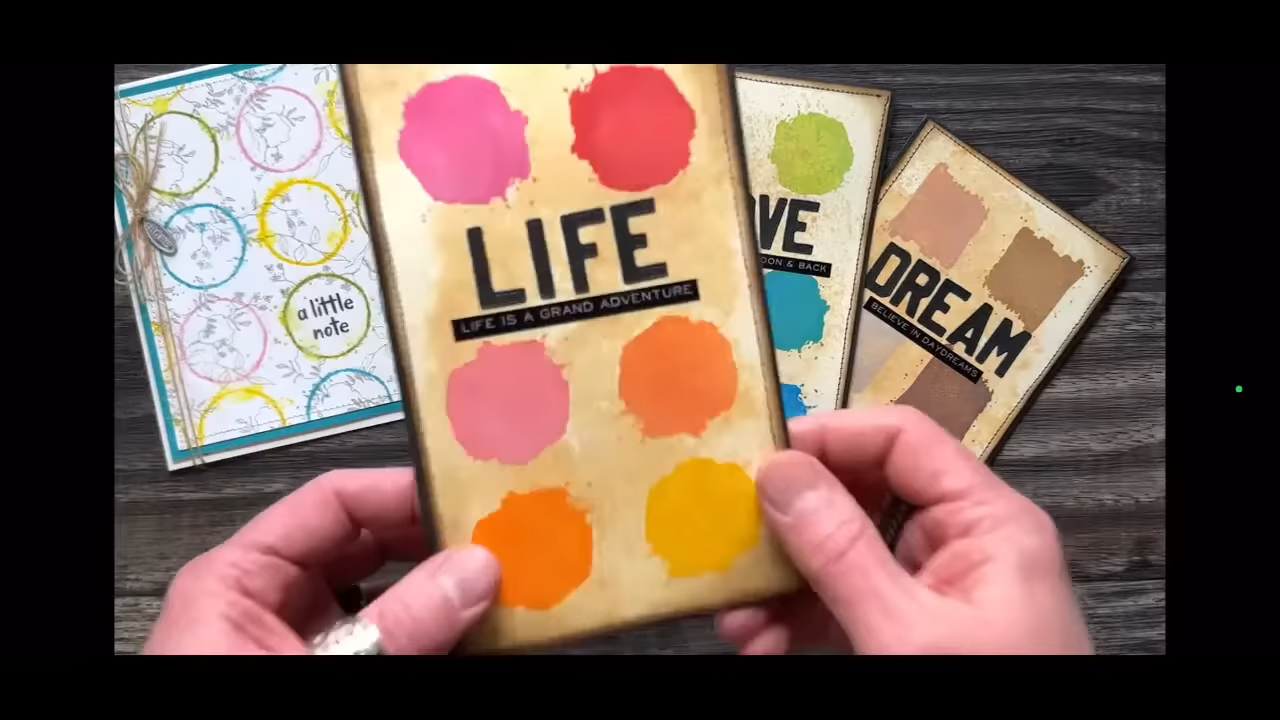 a little
note
LIFE
LIFE IS A GRAND ADVENTURE
VE
OON & BACK
DREAM
BELIEVE IN DAYDREAMS